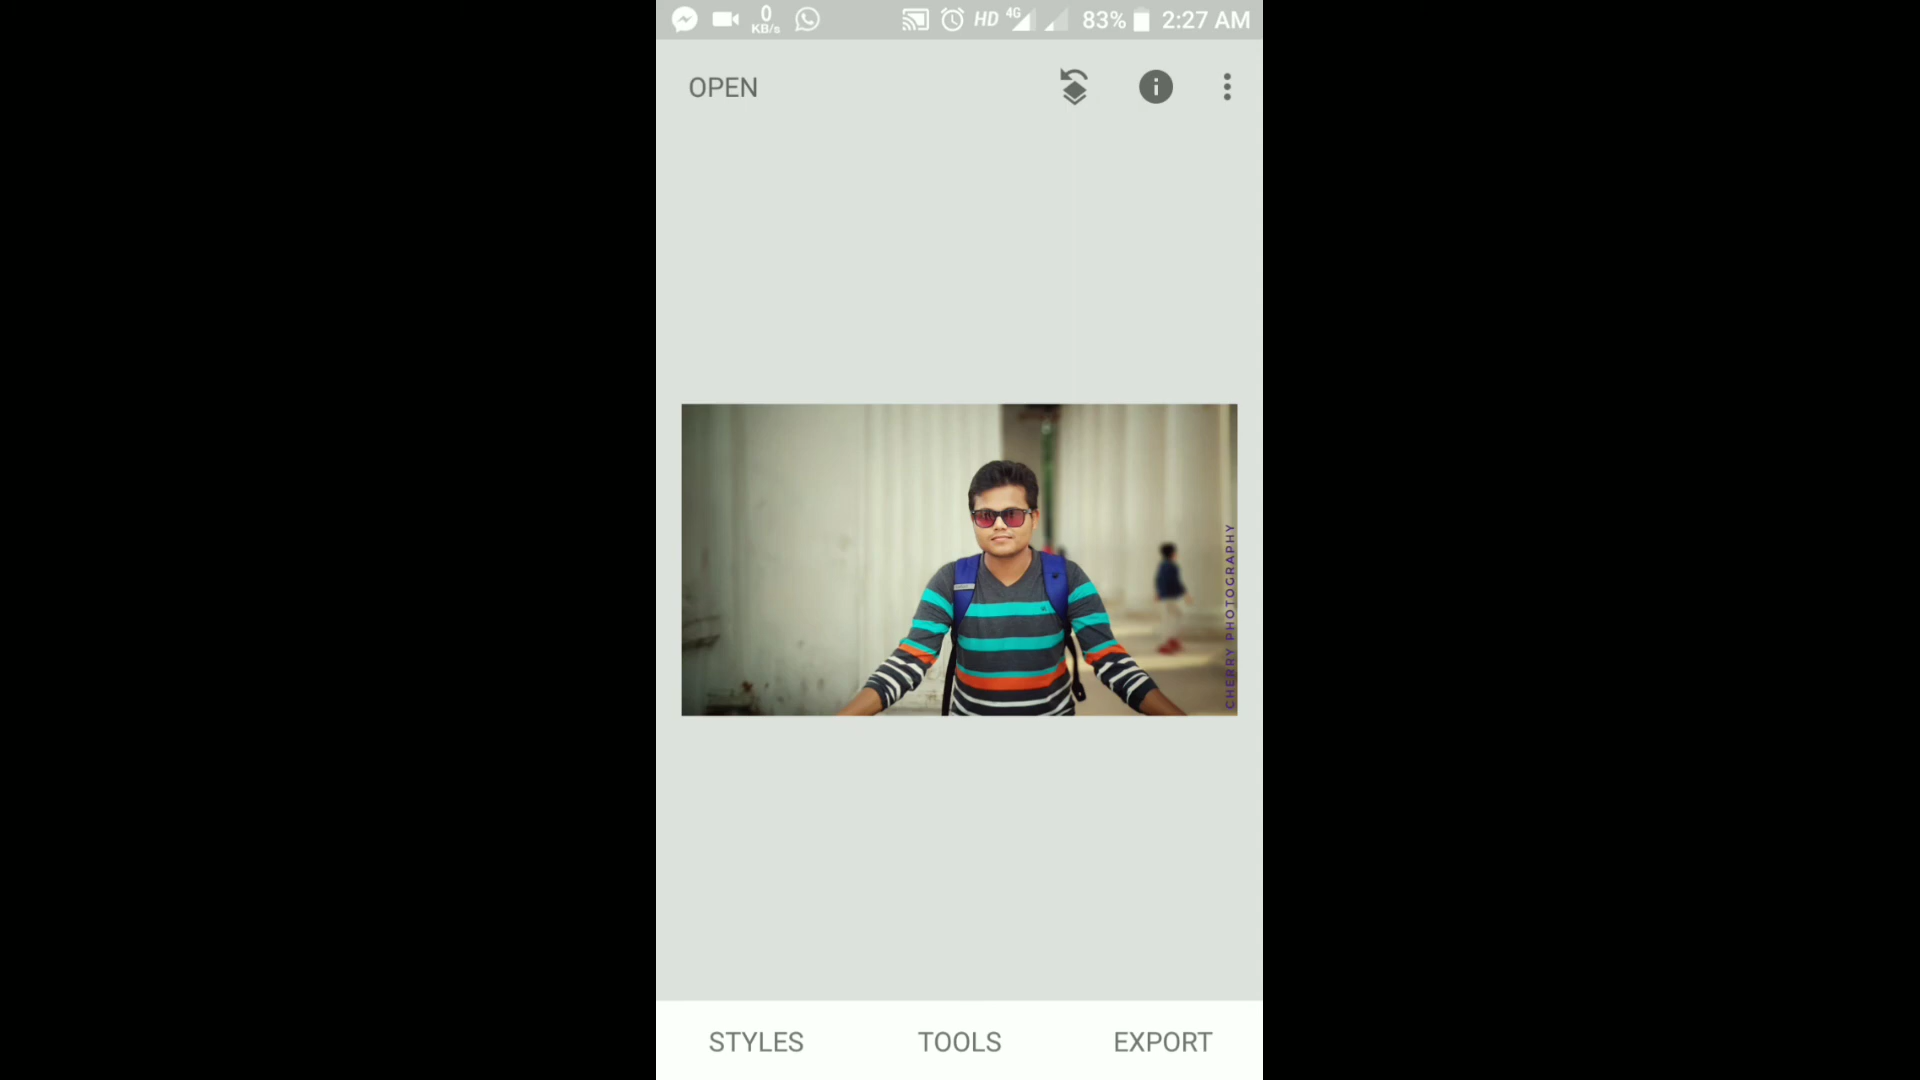 0 KB/s HD 4G 83% 2:27 AM
OPEN
CHERRY PHOTOGRAPHY
STYLES TOOLS EXPORT